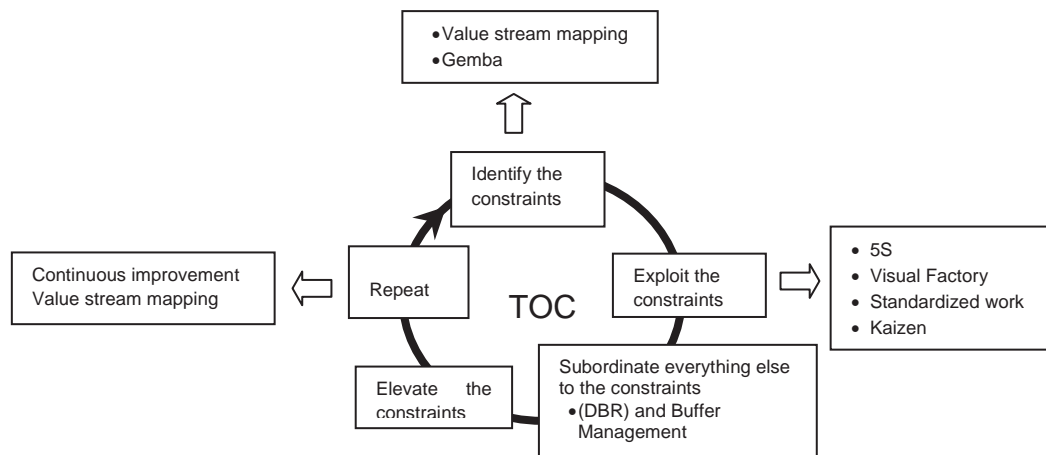 •Value stream mapping
•Gemba
Identify the
constraints
• 5S
• Visual Factory
• Standardized work
• Kaizen
Exploit the
constraints
Continuous improvement
Value stream mapping
Repeat
TOC
Subordinate everything else
to the constraints
•(DBR) and Buffer
Management
Elevate the
constraints